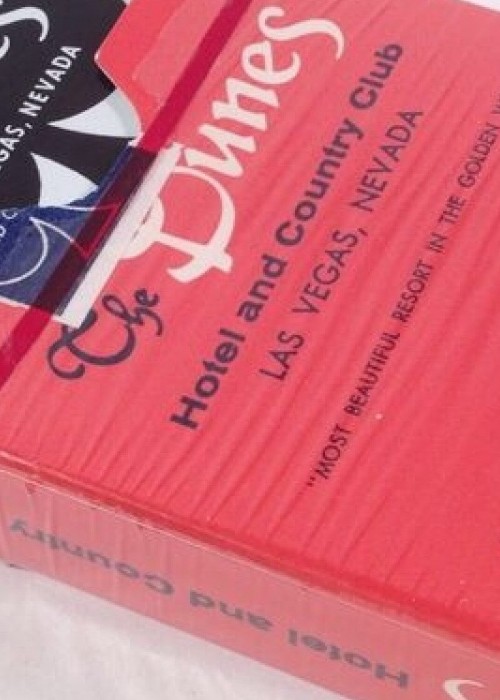 GAS, NEVADA
The Dunes
Hotel and Country Club
LAS VEGAS, NEVADA
"MOST BEAUTIFUL RESORT IN THE GOLDEN
Hotel and Country